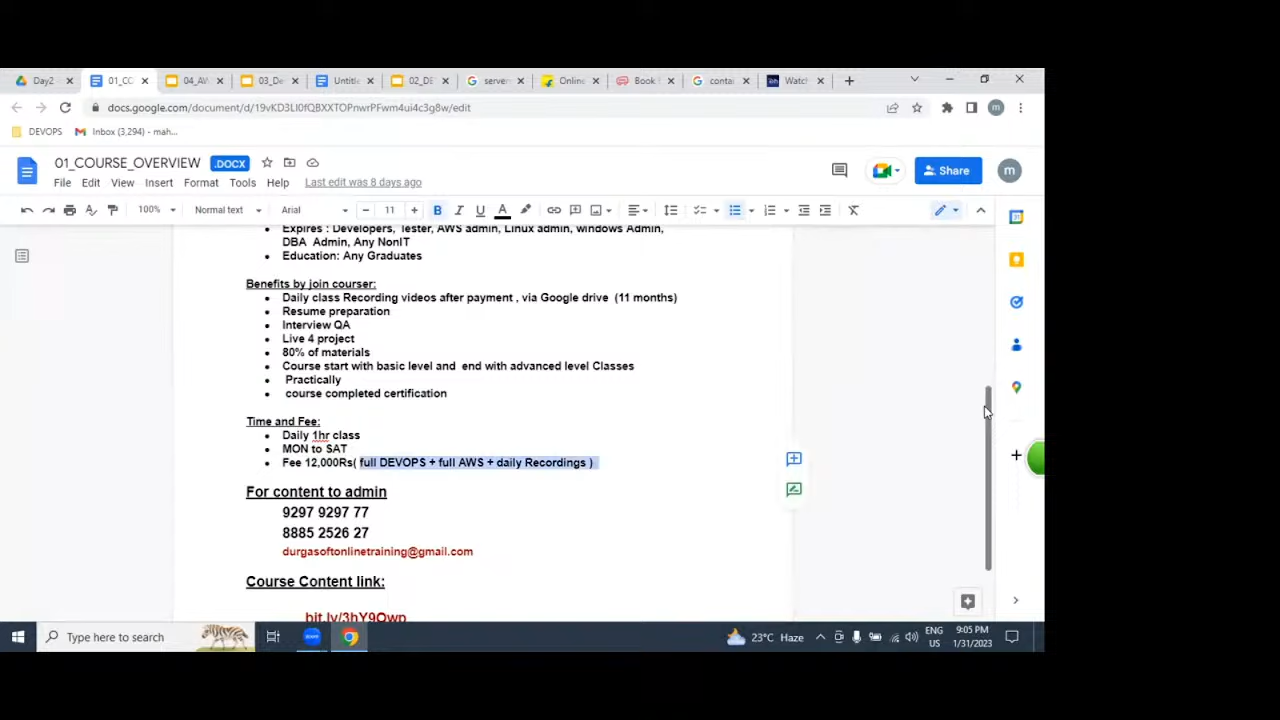 Day2
01_CC
04_AV
03_De
Untitle
02_DE
server
Online
Book
contai
Watch
docs.google.com/document/d/19vKD3Ll0fQBXXTOPnwrPFwm4ui4c3g8w/edit
m
DEVOPS
Inbox (3,294) - mah...
01_COURSE_OVERVIEW
.DOCX
File Edit View Insert Format Tools Help Last edit was 8 days ago
Share
m
100% Normal text Arial 11 B I U A
Expires : Developers, Tester, AWS admin, Linux admin, windows Admin,
DBA Admin, Any NonIT
Education: Any Graduates
Benefits by join courser:
Daily class Recording videos after payment , via Google drive (11 months)
Resume preparation
Interview QA
Live 4 project
80% of materials
Course start with basic level and end with advanced level Classes
Practically
course completed certification
Time and Fee:
Daily 1hr class
MON to SAT
Fee 12,000Rs( full DEVOPS + full AWS + daily Recordings )
For content to admin
9297 9297 77
8885 2526 27
durgasoftonlinetraining@gmail.com
Course Content link:
bit.ly/3hY9Qwp
Type here to search
23°C Haze
ENG
US
9:05 PM
1/31/2023